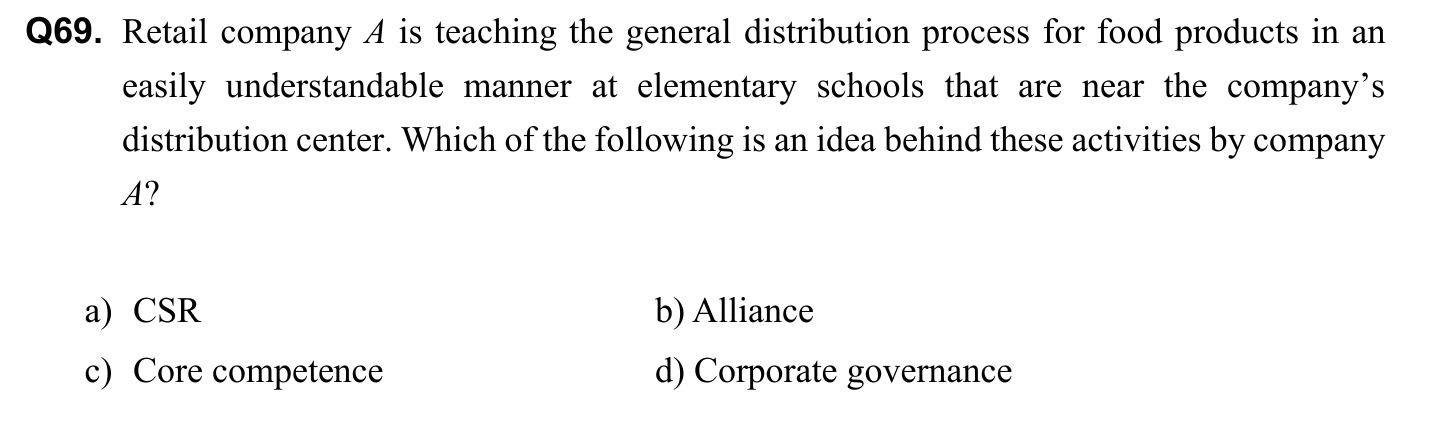 Q69. Retail company A is teaching the general distribution process for food products in an
easily understandable manner at elementary schools that are near the company’s
distribution center. Which of the following is an idea behind these activities by company
A?
a) CSR b) Alliance
c) Core competence d) Corporate governance